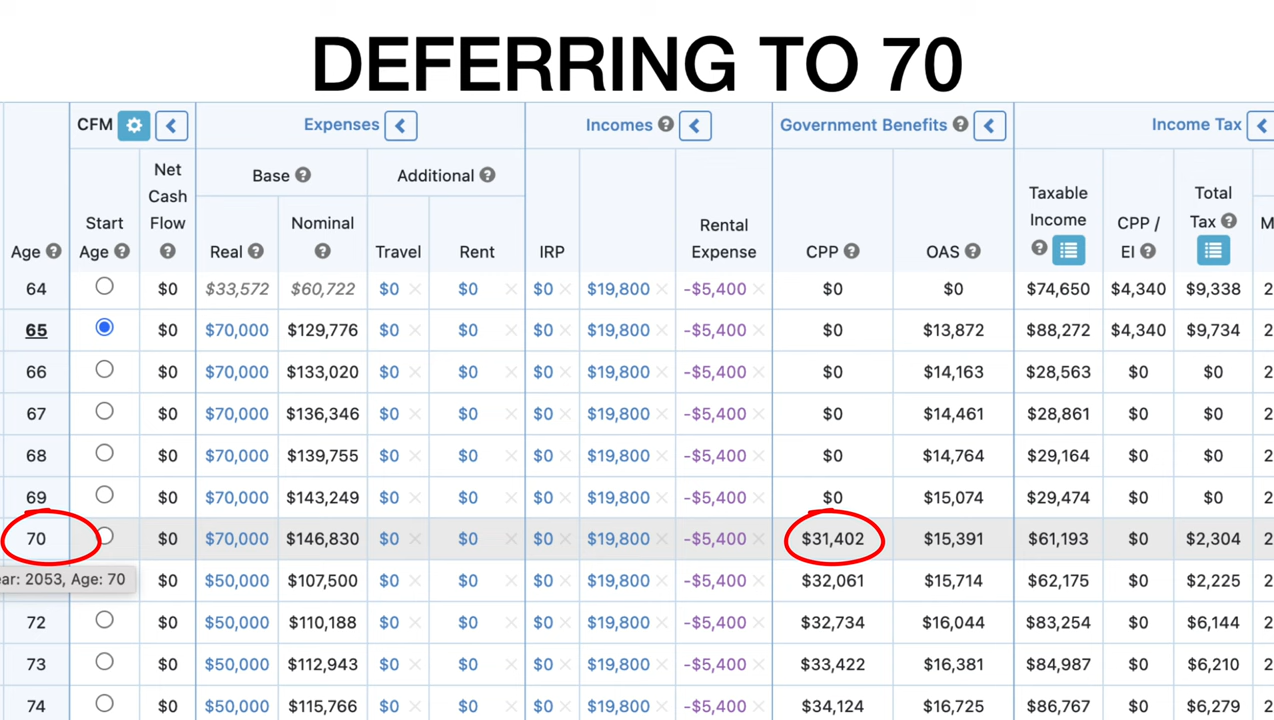 DEFERRING TO 70
CFM Expenses Incomes Government Benefits Income Tax
Base Additional
Age Start Age Net Cash Flow Real Nominal Travel Rent IRP Rental Expense CPP OAS Taxable Income CPP / EI Total Tax M
64 $0 $33,572 $60,722 $0 × $0 × $0 × $19,800 × -$5,400 × $0 $0 $74,650 $4,340 $9,338 2
65 $0 $70,000 $129,776 $0 × $0 × $0 × $19,800 × -$5,400 × $0 $13,872 $88,272 $4,340 $9,734 2
66 $0 $70,000 $133,020 $0 × $0 × $0 × $19,800 × -$5,400 × $0 $14,163 $28,563 $0 $0 2
67 $0 $70,000 $136,346 $0 × $0 × $0 × $19,800 × -$5,400 × $0 $14,461 $28,861 $0 $0 2
68 $0 $70,000 $139,755 $0 × $0 × $0 × $19,800 × -$5,400 × $0 $14,764 $29,164 $0 $0 2
69 $0 $70,000 $143,249 $0 × $0 × $0 × $19,800 × -$5,400 × $0 $15,074 $29,474 $0 $0 2
70 $0 $70,000 $146,830 $0 × $0 × $0 × $19,800 × -$5,400 × $31,402 $15,391 $61,193 $0 $2,304 2
ear: 2053, Age: 70 $0 $50,000 $107,500 $0 × $0 × $0 × $19,800 × -$5,400 × $32,061 $15,714 $62,175 $0 $2,225 2
72 $0 $50,000 $110,188 $0 × $0 × $0 × $19,800 × -$5,400 × $32,734 $16,044 $83,254 $0 $6,144 2
73 $0 $50,000 $112,943 $0 × $0 × $0 × $19,800 × -$5,400 × $33,422 $16,381 $84,987 $0 $6,210 2
74 $0 $50,000 $115,766 $0 × $0 × $0 × $19,800 × -$5,400 × $34,124 $16,725 $86,767 $0 $6,279 2